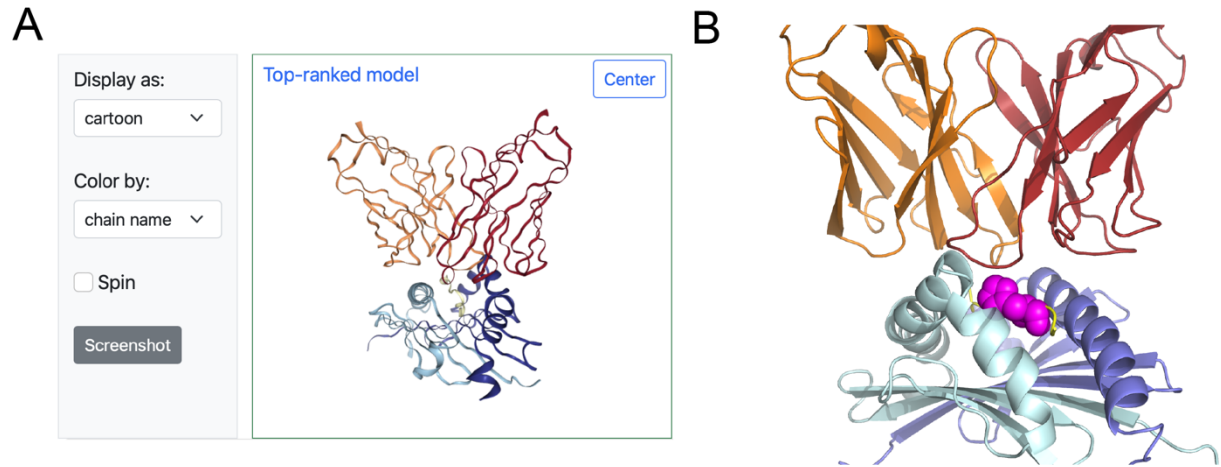 A
Display as:
cartoon
Color by:
chain name
Spin
Screenshot
Top-ranked model
Center
B